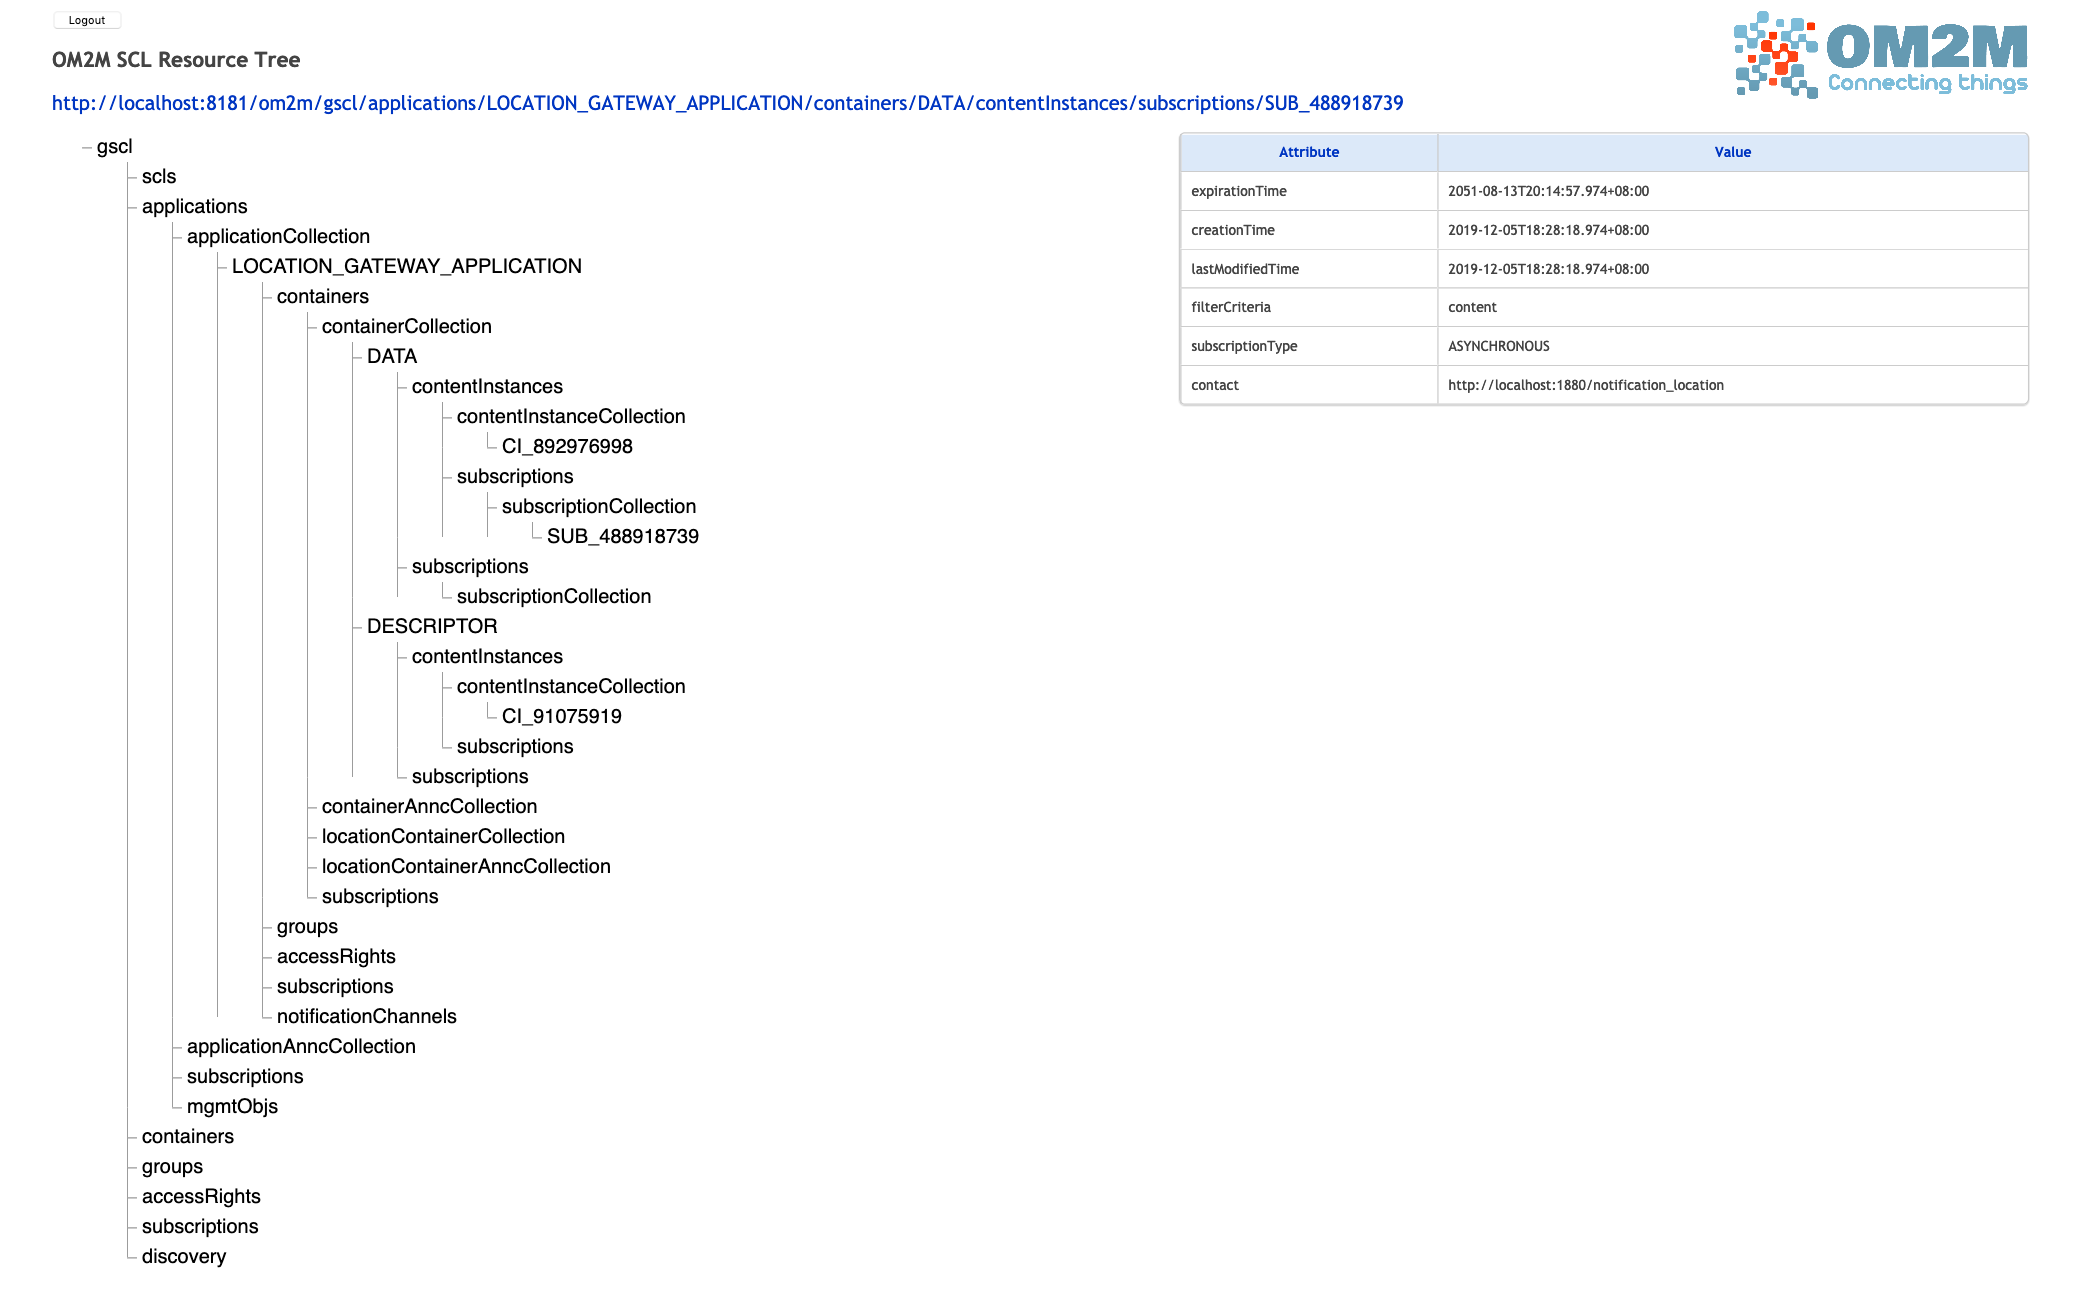 Logout
OM2M
Connecting things
OM2M SCL Resource Tree
http://localhost:8181/om2m/gscl/applications/LOCATION_GATEWAY_APPLICATION/containers/DATA/contentInstances/subscriptions/SUB_488918739
gscl
scls
applications
applicationCollection
LOCATION_GATEWAY_APPLICATION
containers
containerCollection
DATA
contentInstances
contentInstanceCollection
CI_892976998
subscriptions
subscriptionCollection
SUB_488918739
subscriptions
subscriptionCollection
DESCRIPTOR
contentInstances
contentInstanceCollection
CI_91075919
subscriptions
subscriptions
containerAnncCollection
locationContainerCollection
locationContainerAnncCollection
subscriptions
groups
accessRights
subscriptions
notificationChannels
applicationAnncCollection
subscriptions
mgmtObjs
containers
groups
accessRights
subscriptions
discovery
Attribute Value
expirationTime 2051-08-13T20:14:57.974+08:00
creationTime 2019-12-05T18:28:18.974+08:00
lastModifiedTime 2019-12-05T18:28:18.974+08:00
filterCriteria content
subscriptionType ASYNCHRONOUS
contact http://localhost:1880/notification_location